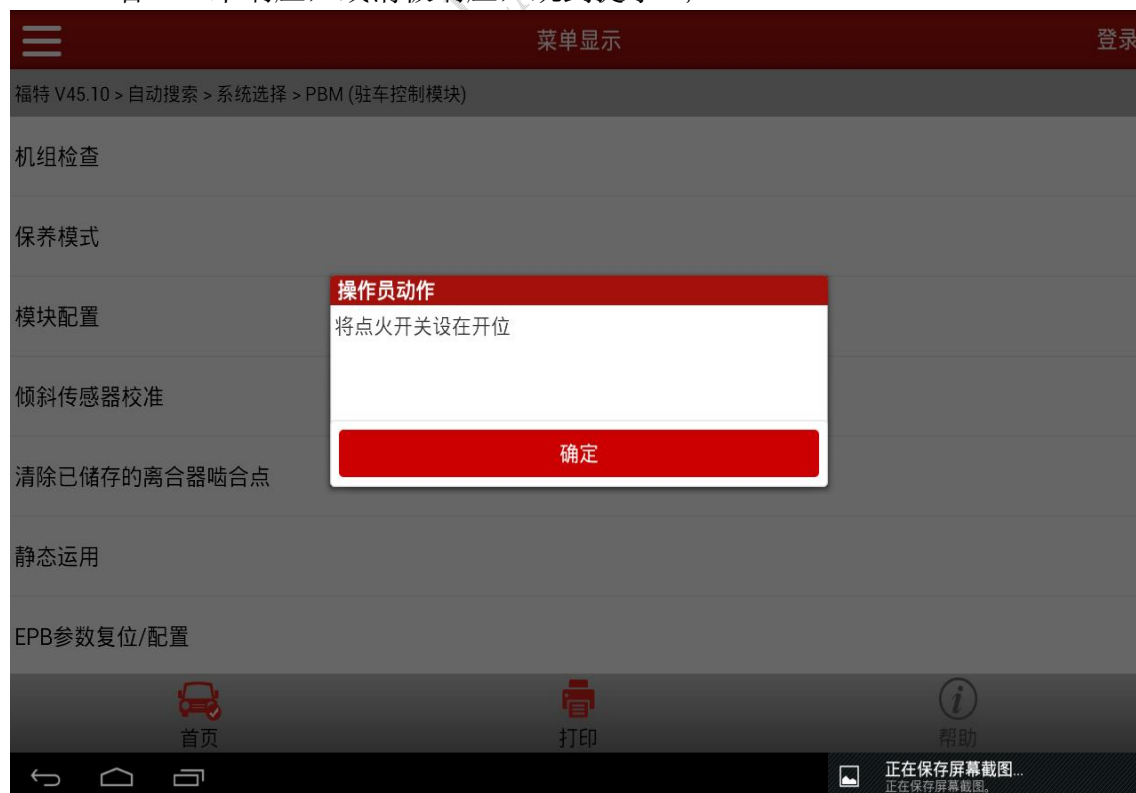 菜单显示
登录
福特 V45.10 > 自动搜索 > 系统选择 > PBM (驻车控制模块)
机组检查
保养模式
操作员动作
模块配置
将点火开关设在开位
倾斜传感器校准
确定
清除已储存的离合器啮合点
静态运用
EPB参数复位/配置
首页
打印
帮助
正在保存屏幕截图...
正在保存屏幕截图。